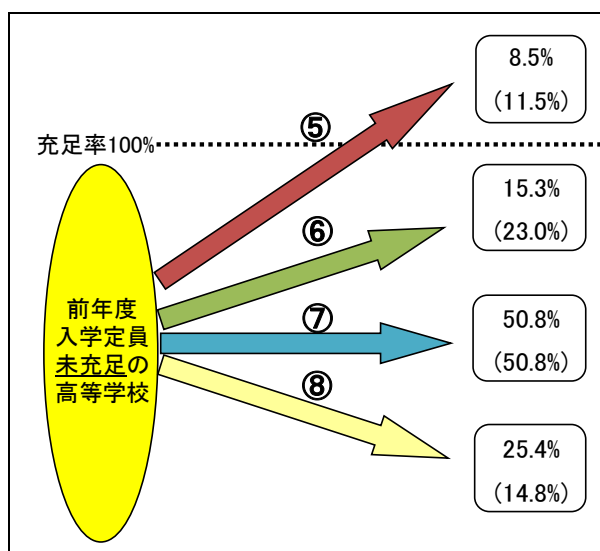 8.5%
(11.5%)
⑤
充足率100%
15.3%
(23.0%)
⑥
前年度
入学定員
未充足の
高等学校
⑦
50.8%
(50.8%)
⑧
25.4%
(14.8%)